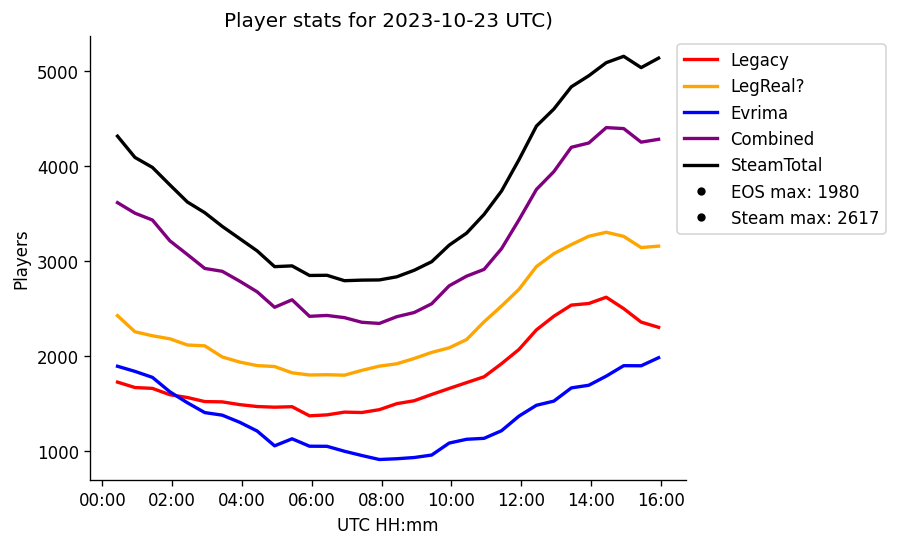 Player stats for 2023-10-23 UTC)
5000
4000
3000
2000
1000
Players
00:00 02:00 04:00 06:00 08:00 10:00 12:00 14:00 16:00
UTC HH:mm
Legacy
LegReal?
Evrima
Combined
SteamTotal
EOS max: 1980
Steam max: 2617